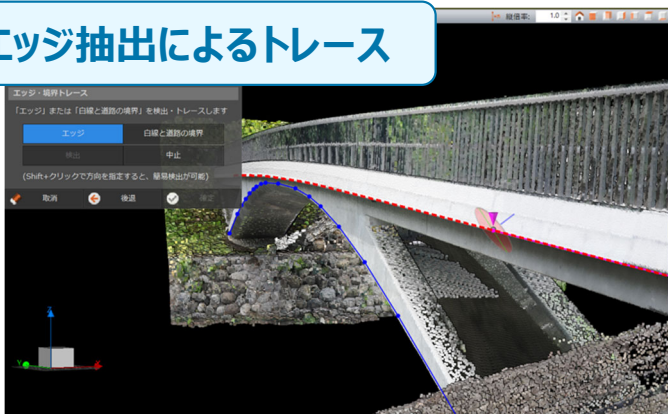 エッジ抽出によるトレース
縦倍率: 1.0
エッジ・境界トレース
「エッジ」または「白線と道路の境界」を検出・トレースします
エッジ 白線と道路の境界
検出 中止
(Shift+クリックで方向を指定すると、簡易検出が可能)
取消 後退 確定
Z
Y X